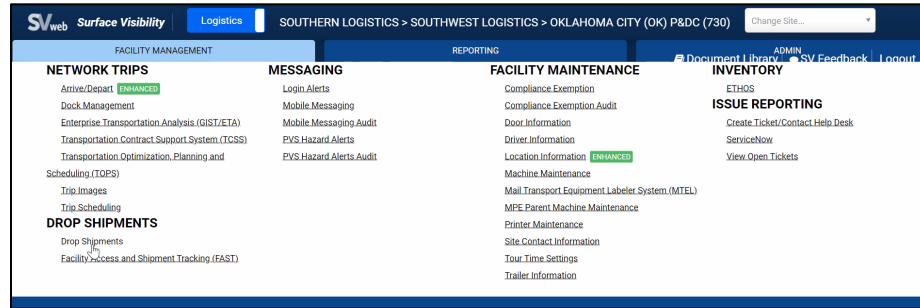 SVweb Surface Visibility Logistics SOUTHERN LOGISTICS > SOUTHWEST LOGISTICS > OKLAHOMA CITY (OK) P&DC (730) Change Site...
FACILITY MANAGEMENT REPORTING ADMIN
Document Library SV Feedback Logout
NETWORK TRIPS
Arrive/Depart ENHANCED
Dock Management
Enterprise Transportation Analysis (GIST/ETA)
Transportation Contract Support System (TCSS)
Transportation Optimization, Planning and
Scheduling (TOPS)
Trip Images
Trip Scheduling
DROP SHIPMENTS
Drop Shipments
Facility Access and Shipment Tracking (FAST)
MESSAGING
Login Alerts
Mobile Messaging
Mobile Messaging Audit
PVS Hazard Alerts
PVS Hazard Alerts Audit
FACILITY MAINTENANCE
Compliance Exemption
Compliance Exemption Audit
Door Information
Driver Information
Location Information ENHANCED
Machine Maintenance
Mail Transport Equipment Labeler System (MTEL)
MPE Parent Machine Maintenance
Printer Maintenance
Site Contact Information
Tour Time Settings
Trailer Information
INVENTORY
ETHOS
ISSUE REPORTING
Create Ticket/Contact Help Desk
ServiceNow
View Open Tickets